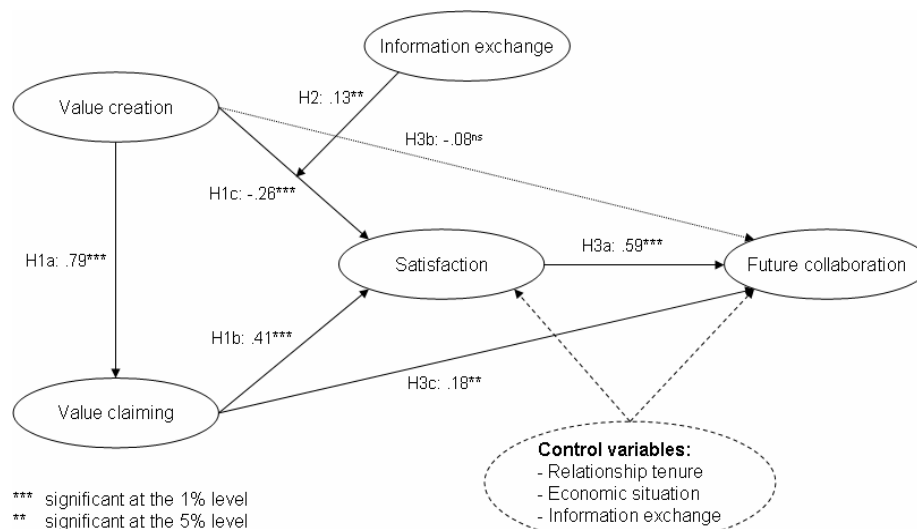 Information exchange
Value creation
H2: .13**
H3b: -.08ns
H1c: -.26***
H1a: .79***
Satisfaction
H3a: .59***
Future collaboration
H1b: .41***
H3c: .18**
Value claiming
Control variables:
- Relationship tenure
- Economic situation
- Information exchange
*** significant at the 1% level
** significant at the 5% level